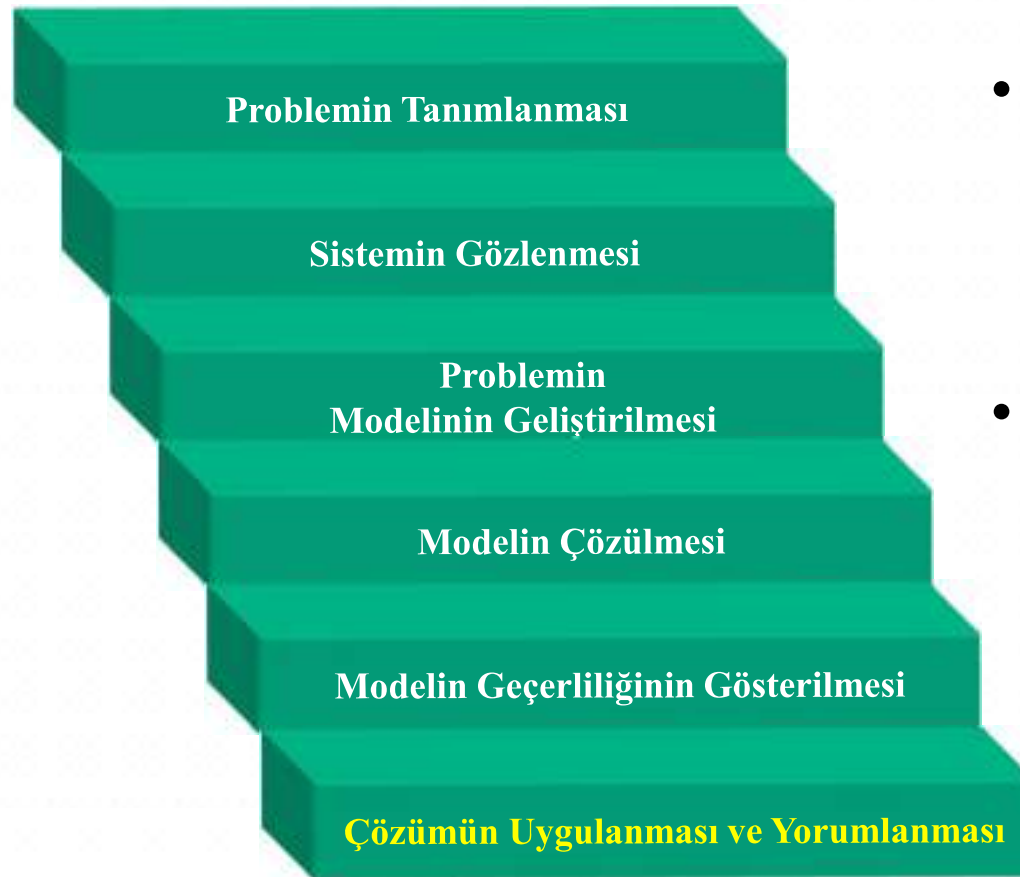 Problemin Tanımlanması
Sistemin Gözlenmesi
Problemin
Modelinin Geliştirilmesi
Modelin Çözülmesi
Modelin Geçerliliğinin Gösterilmesi
Çözümün Uygulanması ve Yorumlanması